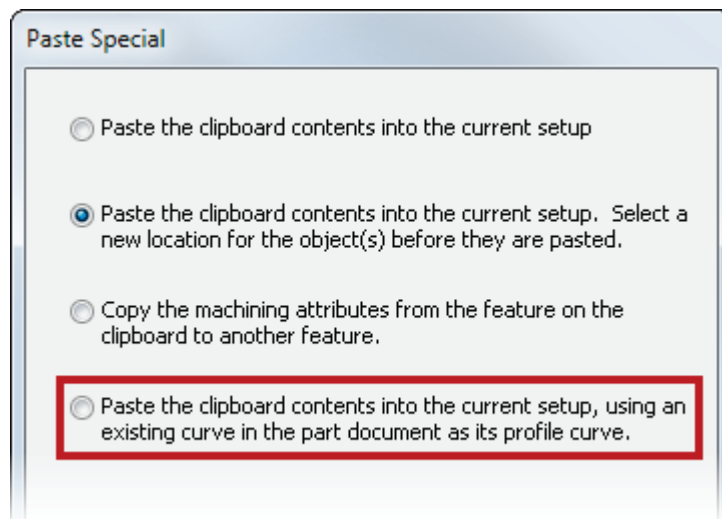 Paste Special
Paste the clipboard contents into the current setup
Paste the clipboard contents into the current setup.  Select a
new location for the object(s) before they are pasted.
Copy the machining attributes from the feature on the
clipboard to another feature.
Paste the clipboard contents into the current setup, using an
existing curve in the part document as its profile curve.